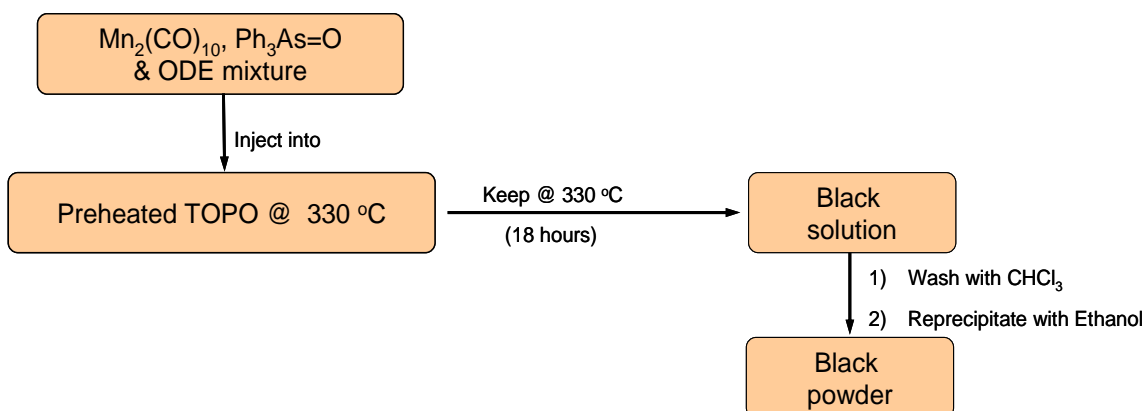 Mn₂(CO)₁₀, Ph₃As=O
& ODE mixture
Inject into
Preheated TOPO @ 330 ᵒC
Keep @ 330 ᵒC
(18 hours)
Black
solution
1) Wash with CHCl₃
2) Reprecipitate with Ethanol
Black
powder